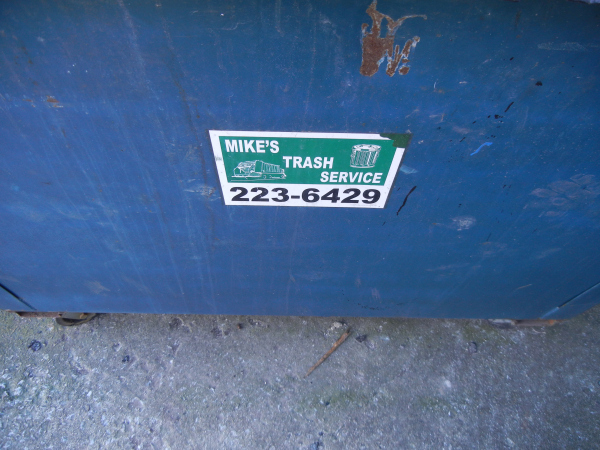 MIKE'S
TRASH
SERVICE
223-6429